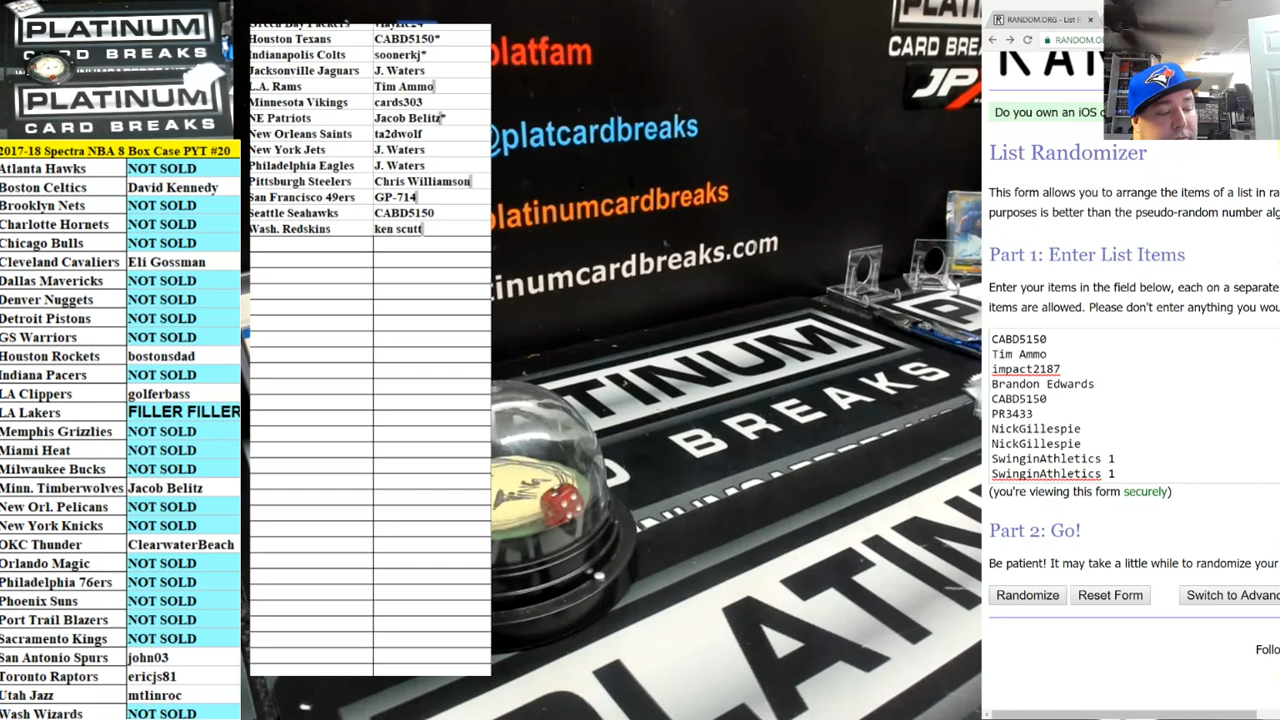 PLATINUM
CARD BREAKS
PLATINUM
CARD BREAKS
2017-18 Spectra NBA 8 Box Case PYT #20
Atlanta Hawks NOT SOLD
Boston Celtics David Kennedy
Brooklyn Nets NOT SOLD
Charlotte Hornets NOT SOLD
Chicago Bulls NOT SOLD
Cleveland Cavaliers Eli Gossman
Dallas Mavericks NOT SOLD
Denver Nuggets NOT SOLD
Detroit Pistons NOT SOLD
GS Warriors NOT SOLD
Houston Rockets bostonsdad
Indiana Pacers NOT SOLD
LA Clippers golferbass
LA Lakers FILLER FILLER
Memphis Grizzlies NOT SOLD
Miami Heat NOT SOLD
Milwaukee Bucks NOT SOLD
Minn. Timberwolves Jacob Belitz
New Orl. Pelicans NOT SOLD
New York Knicks NOT SOLD
OKC Thunder ClearwaterBeach
Orlando Magic NOT SOLD
Philadelphia 76ers NOT SOLD
Phoenix Suns NOT SOLD
Port Trail Blazers NOT SOLD
Sacramento Kings NOT SOLD
San Antonio Spurs john03
Toronto Raptors ericjs81
Utah Jazz mtlinroc
Wash Wizards NOT SOLD
Green Bay Packers
Houston Texans CABD5150*
Indianapolis Colts soonerkj*
Jacksonville Jaguars J. Waters
L.A. Rams Tim Ammo
Minnesota Vikings cards303
NE Patriots Jacob Belitz*
New Orleans Saints ta2dwolf
New York Jets J. Waters
Philadelphia Eagles J. Waters
Pittsburgh Steelers Chris Williamson
San Francisco 49ers GP-714
Seattle Seahawks CABD5150
Wash. Redskins ken scutt
platfam
@platcardbreaks
platinumcardbreaks
tinumcardbreaks.com
PLATINUM
CARD BREA
JP
TINUM
D BREAKS
PLATINU
RANDOM.ORG - List R
RANDOM.O
Do you own an iOS o
List Randomizer
This form allows you to arrange the items of a list in ra
purposes is better than the pseudo-random number alg
Part 1: Enter List Items
Enter your items in the field below, each on a separate
items are allowed. Please don't enter anything you wou
CABD5150
Tim Ammo
impact2187
Brandon Edwards
CABD5150
PR3433
NickGillespie
NickGillespie
SwinginAthletics 1
SwinginAthletics 1
(you're viewing this form securely)
Part 2: Go!
Be patient! It may take a little while to randomize your
Randomize Reset Form Switch to Advanc
Follo